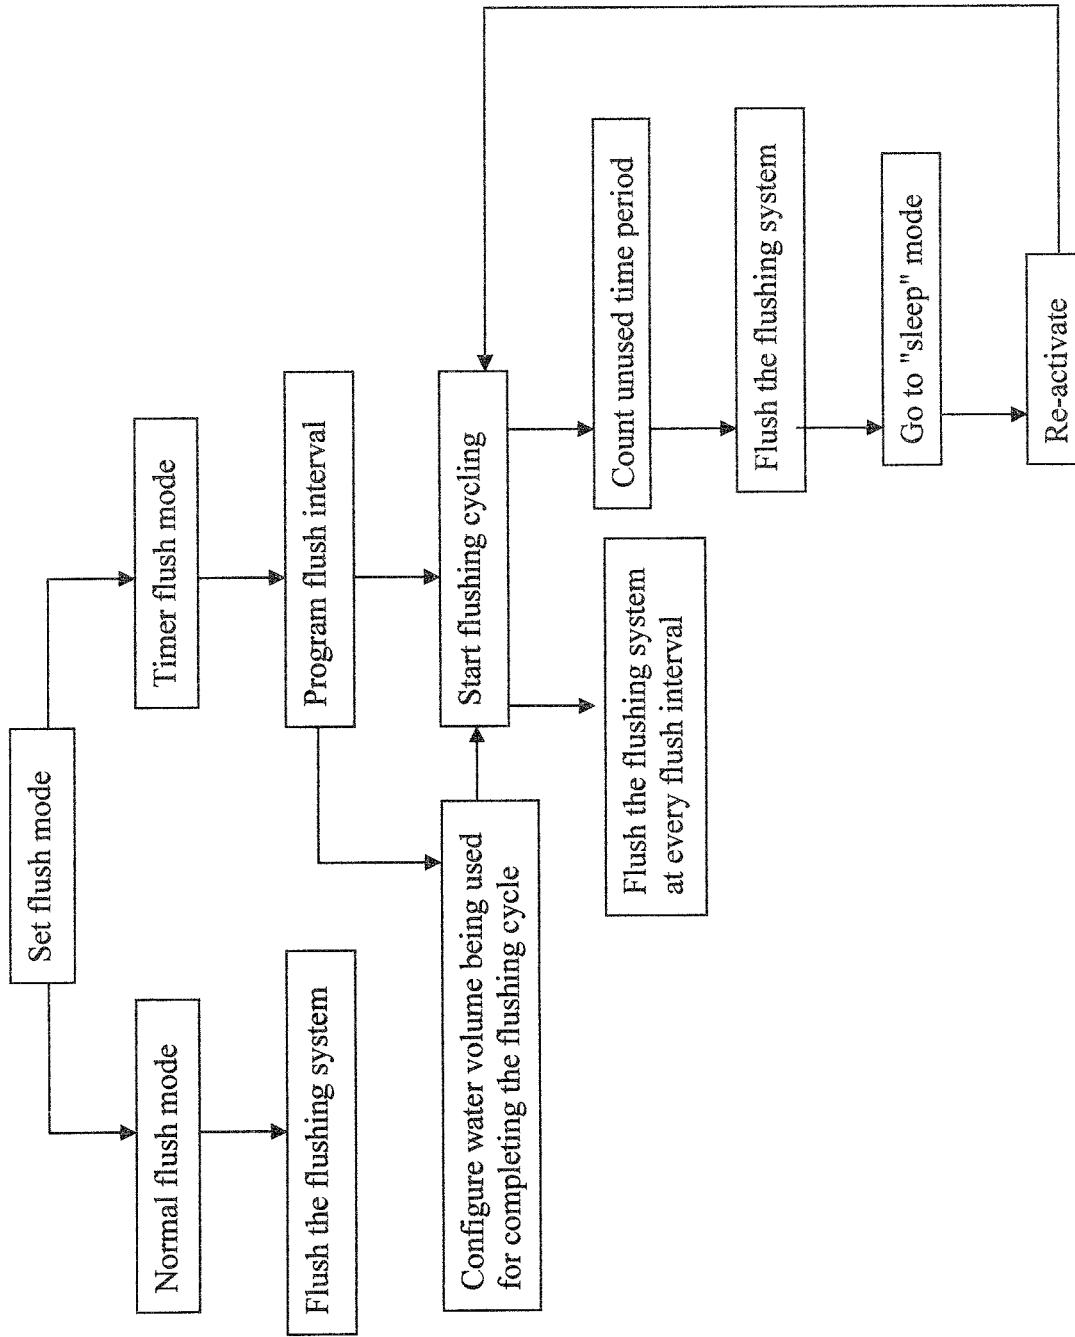 Set flush mode
Normal flush mode
Timer flush mode
Flush the flushing system
Program flush interval
Configure water volume being used
for completing the flushing cycle
Start flushing cycling
Flush the flushing system
at every flush interval
Count unused time period
Flush the flushing system
Go to "sleep" mode
Re-activate